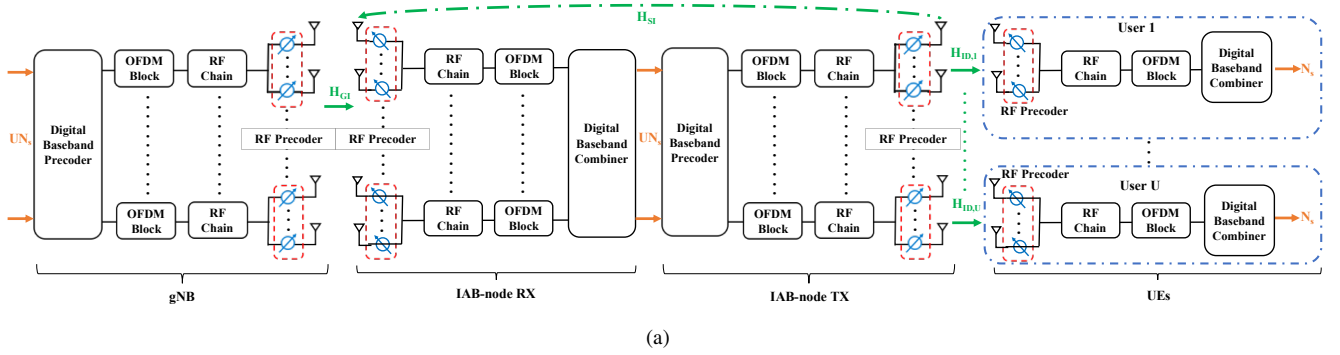 H_SI
UN_s
Digital
Baseband
Precoder
OFDM
Block
RF
Chain
RF Precoder
OFDM
Block
RF
Chain
gNB
H_GI
RF Precoder
RF
Chain
OFDM
Block
RF
Chain
OFDM
Block
Digital
Baseband
Combiner
IAB-node RX
UN_s
Digital
Baseband
Precoder
OFDM
Block
RF
Chain
RF Precoder
OFDM
Block
RF
Chain
IAB-node TX
H_ID,1
H_ID,U
User 1
RF Precoder
RF
Chain
OFDM
Block
Digital
Baseband
Combiner
N_s
User U
RF Precoder
RF
Chain
OFDM
Block
Digital
Baseband
Combiner
N_s
UEs
(a)